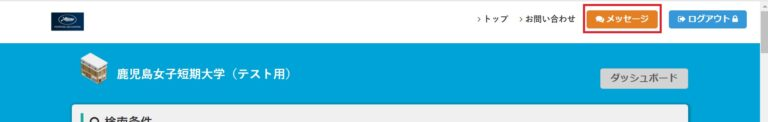 トップ お問い合わせ メッセージ ログアウト
鹿児島女子短期大学（テスト用）
ダッシュボード
検索条件